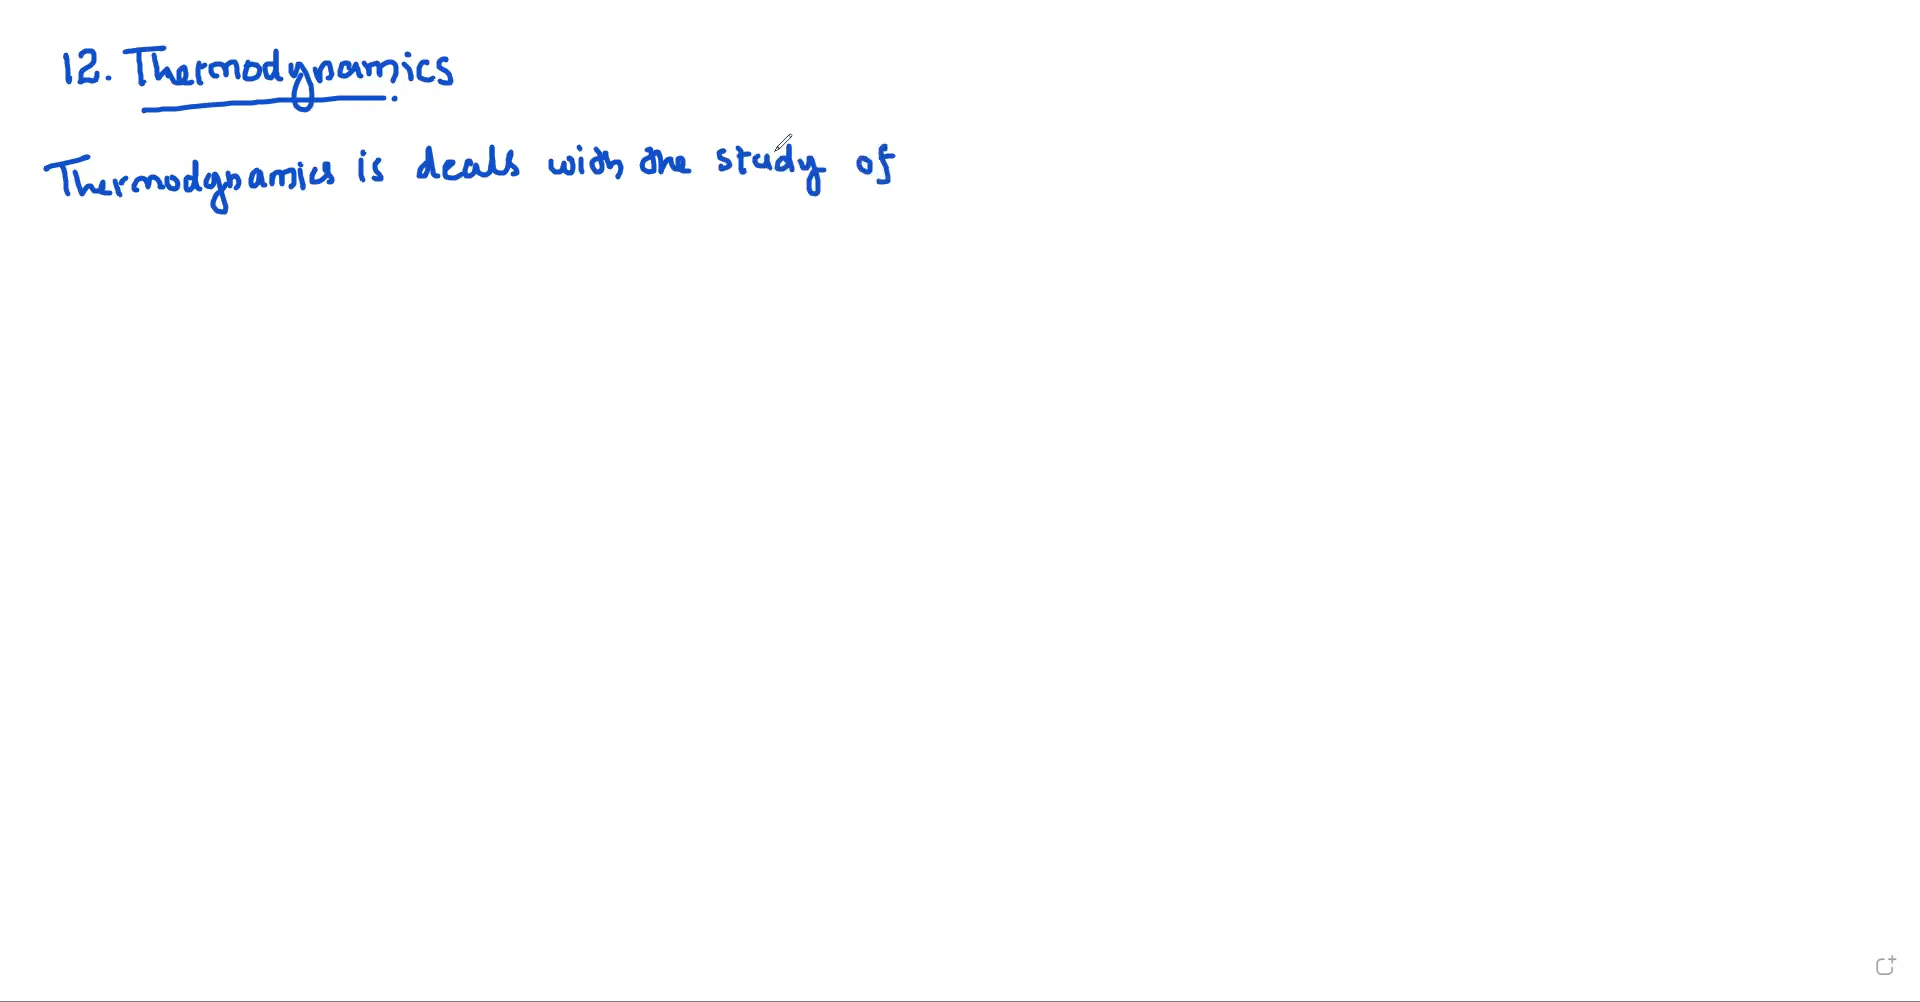 12. Thermodynamics
Thermodynamics is deals with the study of